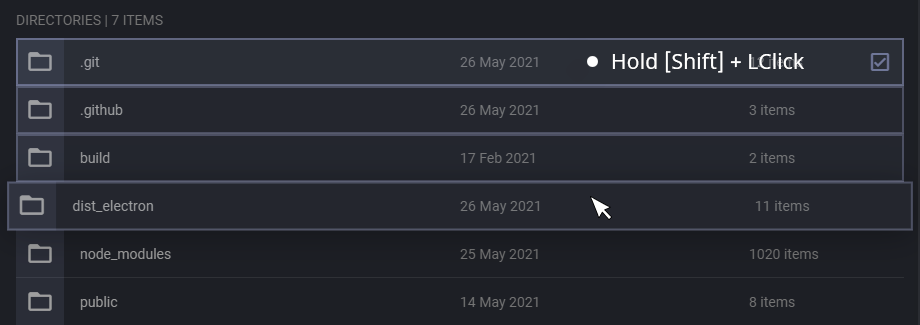 DIRECTORIES | 7 ITEMS
.git 26 May 2021 Hold [Shift] + LClick
.github 26 May 2021 3 items
build 17 Feb 2021 2 items
dist_electron 26 May 2021 11 items
node_modules 25 May 2021 1020 items
public 14 May 2021 8 items